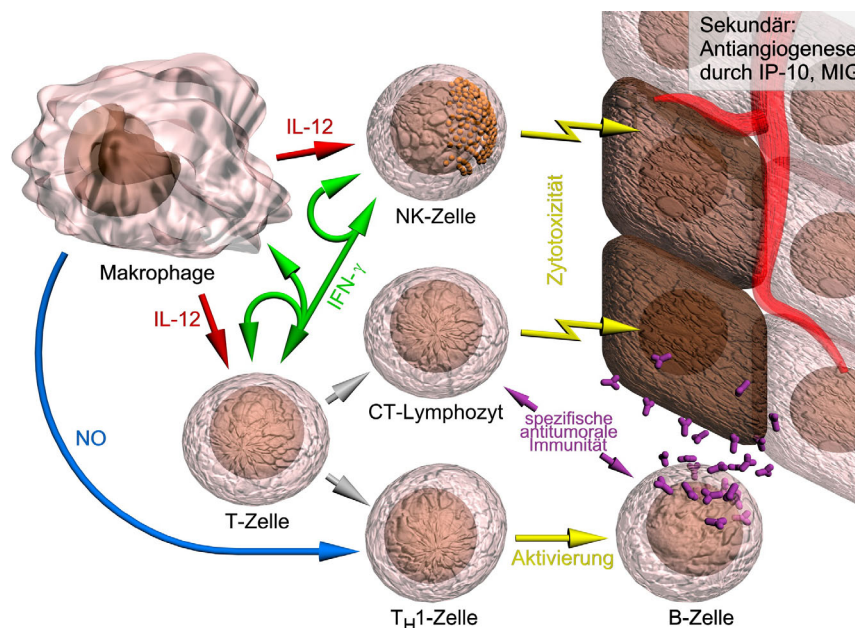 Sekundär:
Antiangiogenese
durch IP-10, MIG
IL-12
NK-Zelle
Zytotoxizität
Makrophage
IFN-γ
IL-12
CT-Lymphozyt
spezifische
antitumorale
Immunität
NO
T-Zelle
Aktivierung
TH1-Zelle
B-Zelle